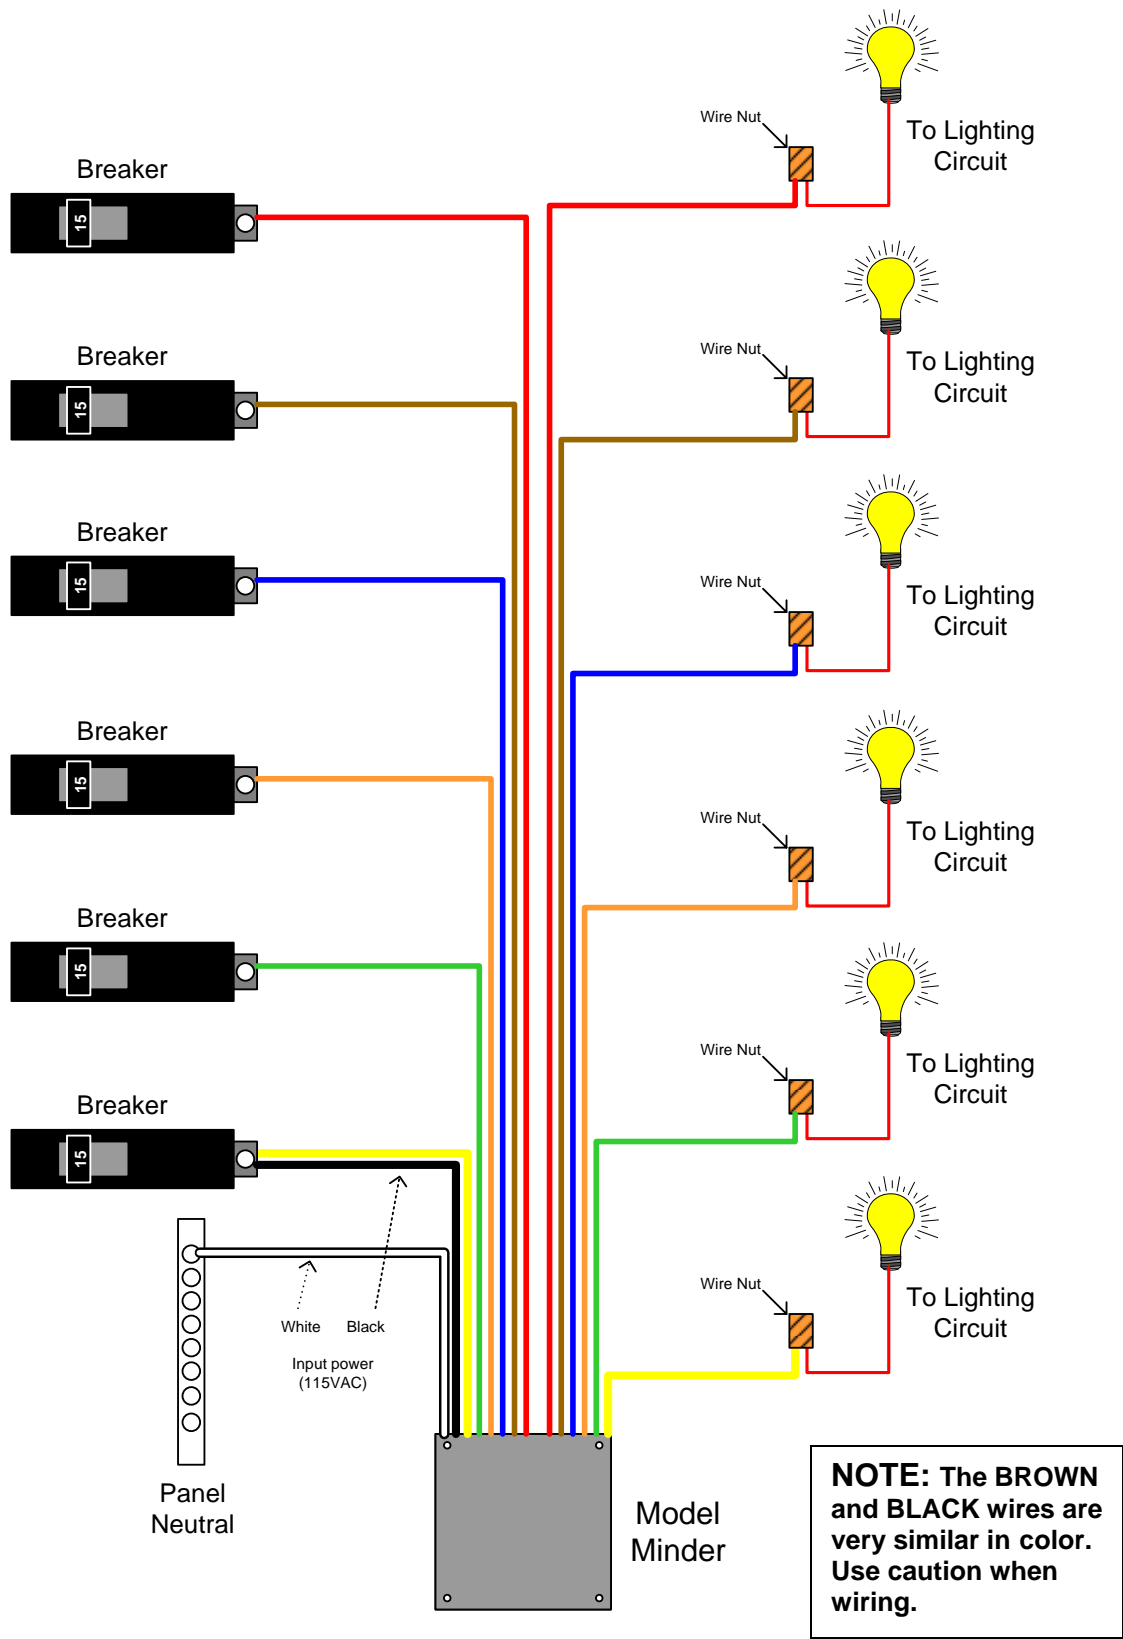 Wire Nut
To Lighting
Circuit
Breaker
15
Wire Nut
To Lighting
Circuit
Breaker
15
Wire Nut
To Lighting
Circuit
Breaker
15
Wire Nut
To Lighting
Circuit
Breaker
15
Wire Nut
To Lighting
Circuit
Breaker
15
Wire Nut
To Lighting
Circuit
Breaker
15
White
Black
Input power
(115VAC)
Panel
Neutral
Model
Minder
NOTE: The BROWN
and BLACK wires are
very similar in color.
Use caution when
wiring.